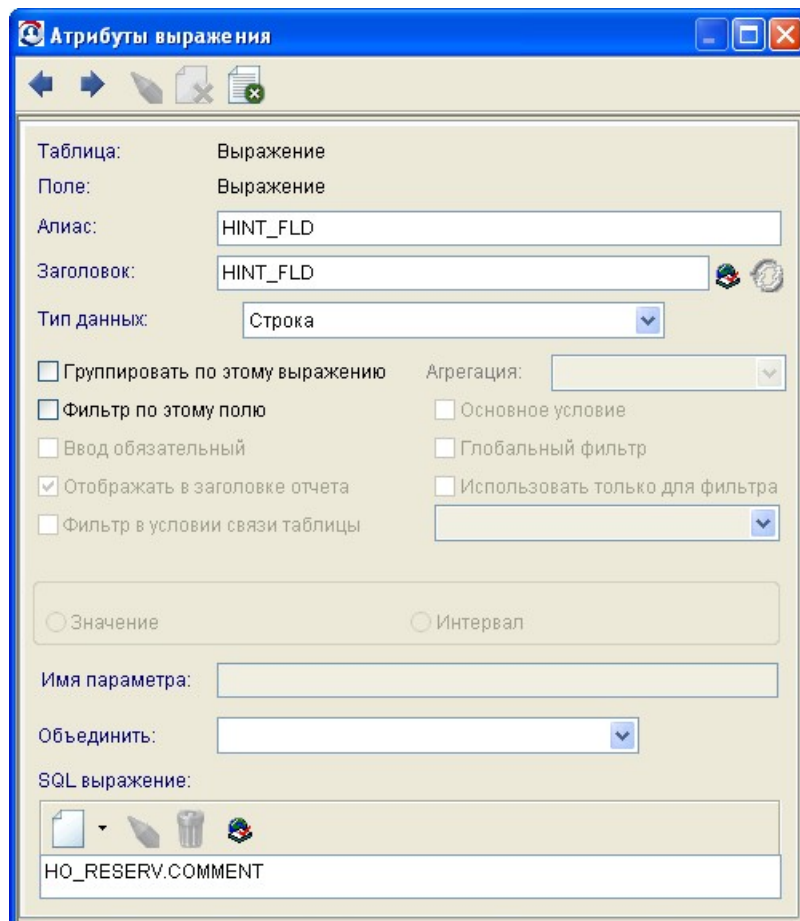 Атрибуты выражения
Таблица: Выражение
Поле: Выражение
Алиас: HINT_FLD
Заголовок: HINT_FLD
Тип данных: Строка
Группировать по этому выражению Агрегация:
Фильтр по этому полю Основное условие
Ввод обязательный Глобальный фильтр
Отображать в заголовке отчета Использовать только для фильтра
Фильтр в условии связи таблицы
Значение Интервал
Имя параметра:
Объединить:
SQL выражение:
HO_RESERV.COMMENT